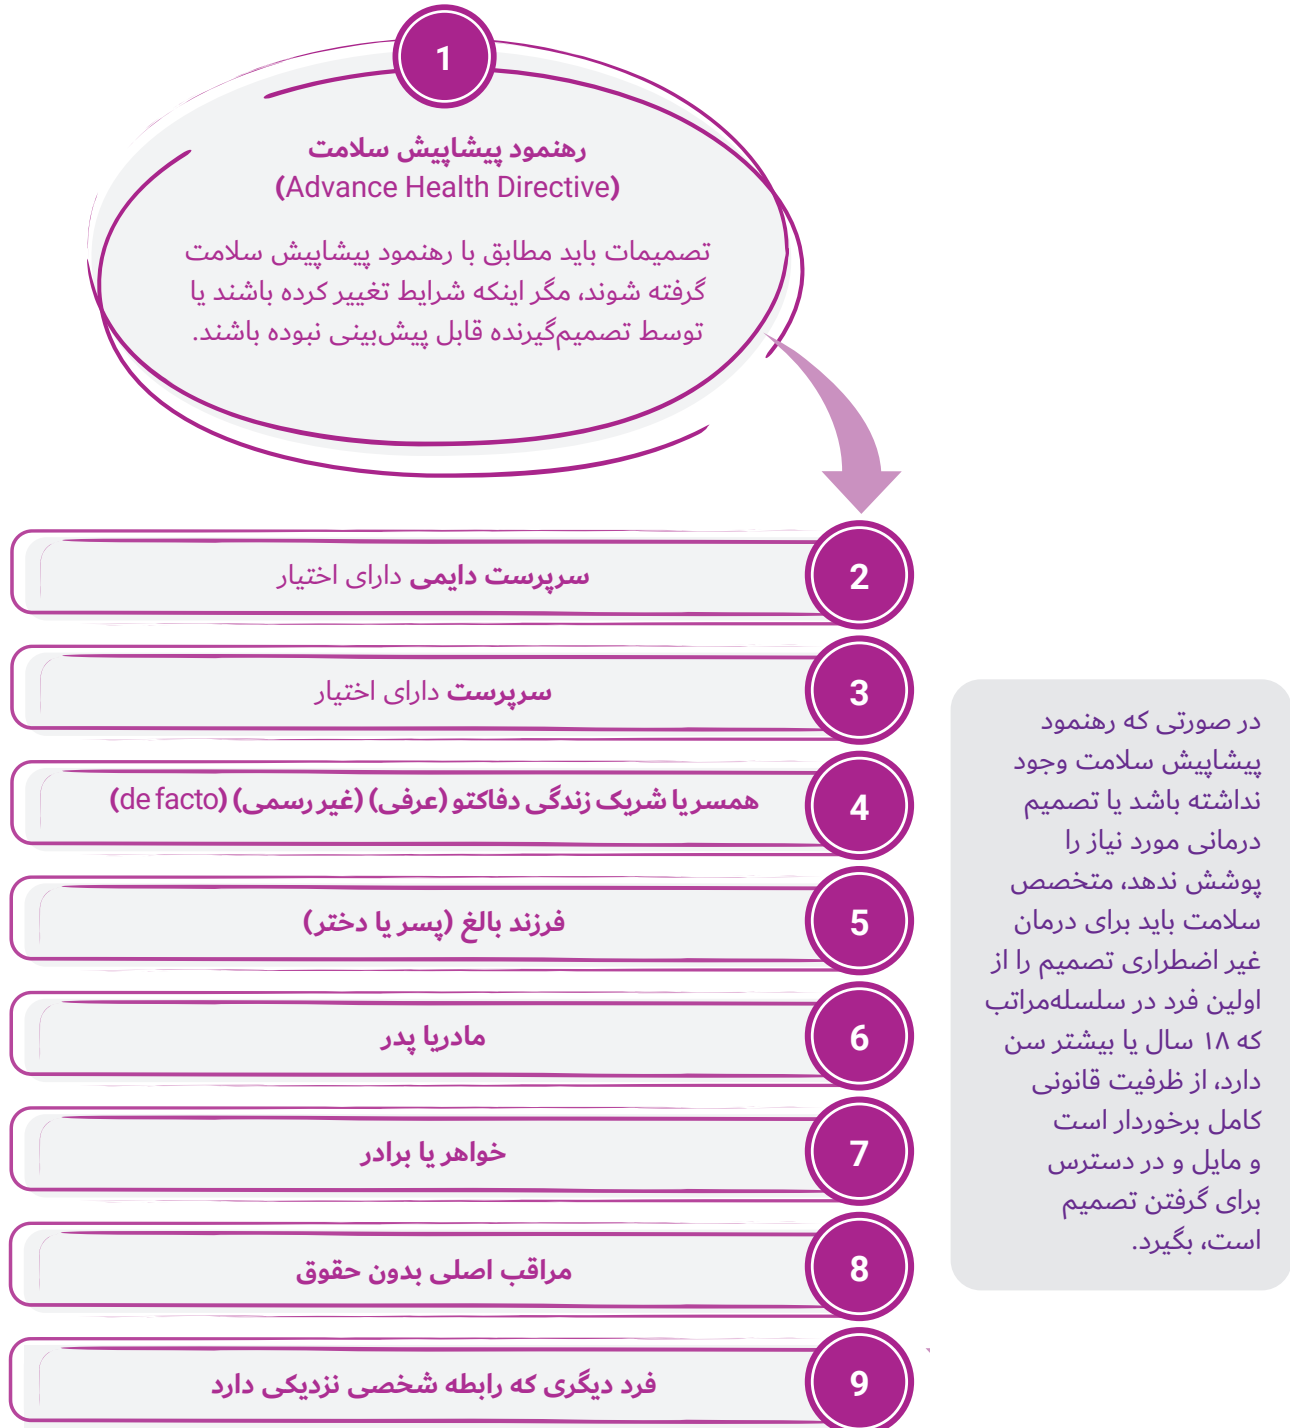 1
رهنمود پیشاپیش سلامت
(Advance Health Directive)
تصمیمات باید مطابق با رهنمود پیشاپیش سلامت
گرفته شوند، مگر اینکه شرایط تغییر کرده باشند یا
توسط تصمیم‌گیرنده قابل پیش‌بینی نبوده باشند.
2
سرپرست دایمی دارای اختیار
3
سرپرست دارای اختیار
4
همسر یا شریک زندگی دفاکتو (عرفی) (غیر رسمی) (de facto)
5
فرزند بالغ (پسر یا دختر)
6
مادریا پدر
7
خواهر یا برادر
8
مراقب اصلی بدون حقوق
9
فرد دیگری که رابطه شخصی نزدیکی دارد
در صورتی که رهنمود
پیشاپیش سلامت وجود
نداشته باشد یا تصمیم
درمانی مورد نیاز را
پوشش ندهد، متخصص
سلامت باید برای درمان
غیر اضطراری تصمیم را از
اولین فرد در سلسله‌مراتب
که ۱۸ سال یا بیشتر سن
دارد، از ظرفیت قانونی
کامل برخوردار است
و مایل و در دسترس
برای گرفتن تصمیم
است، بگیرد.